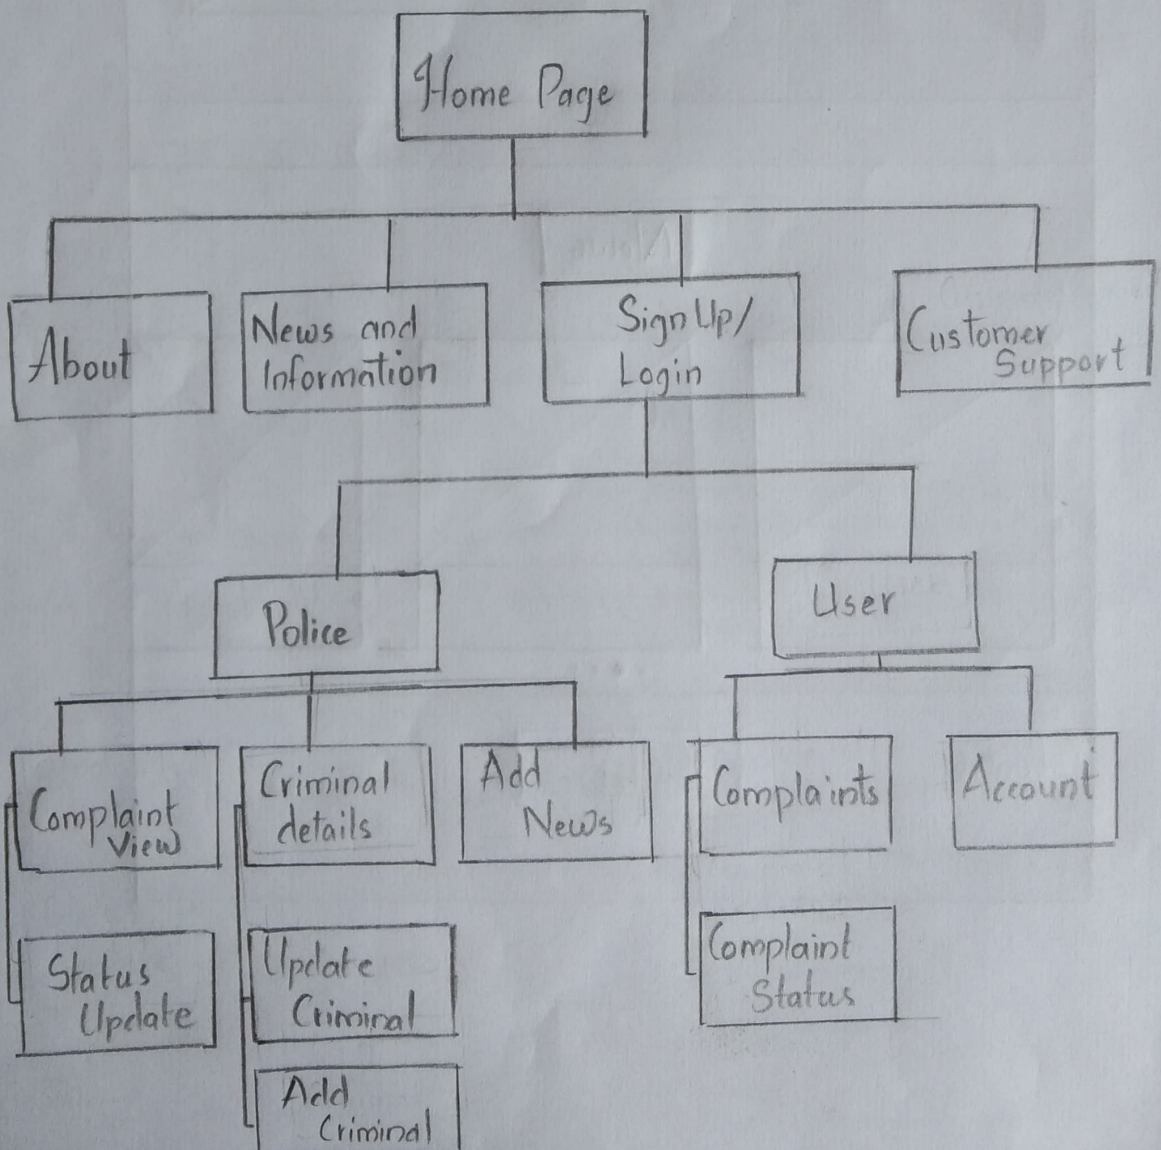 Home Page
About
News and
Information
Sign Up/
Login
Customer
Support
Police
User
Complaint
View
Criminal
details
Add
News
Complaints
Account
Status
Update
Update
Criminal
Complaint
Status
Add
Criminal